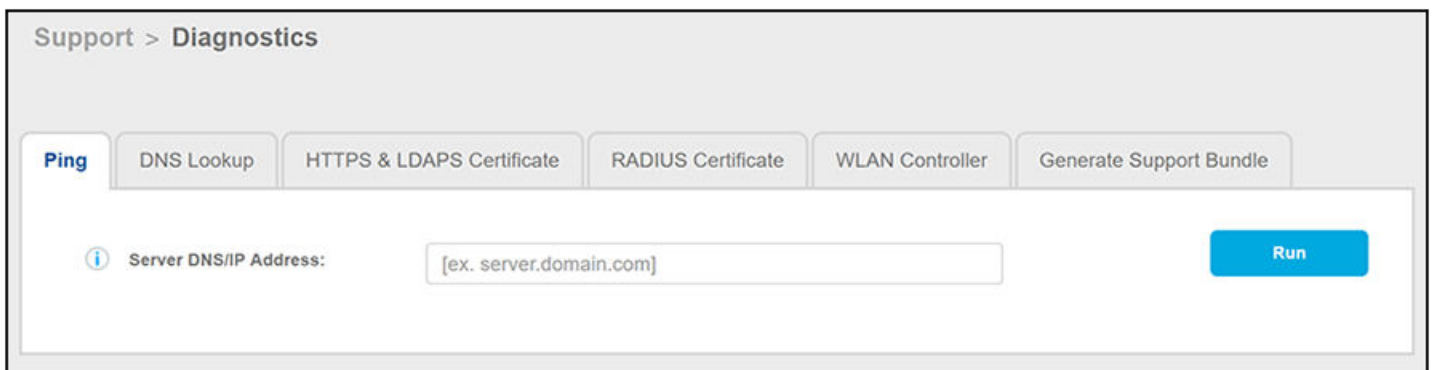 Support > Diagnostics
Ping DNS Lookup HTTPS & LDAPS Certificate RADIUS Certificate WLAN Controller Generate Support Bundle
Server DNS/IP Address: [ex. server.domain.com] Run